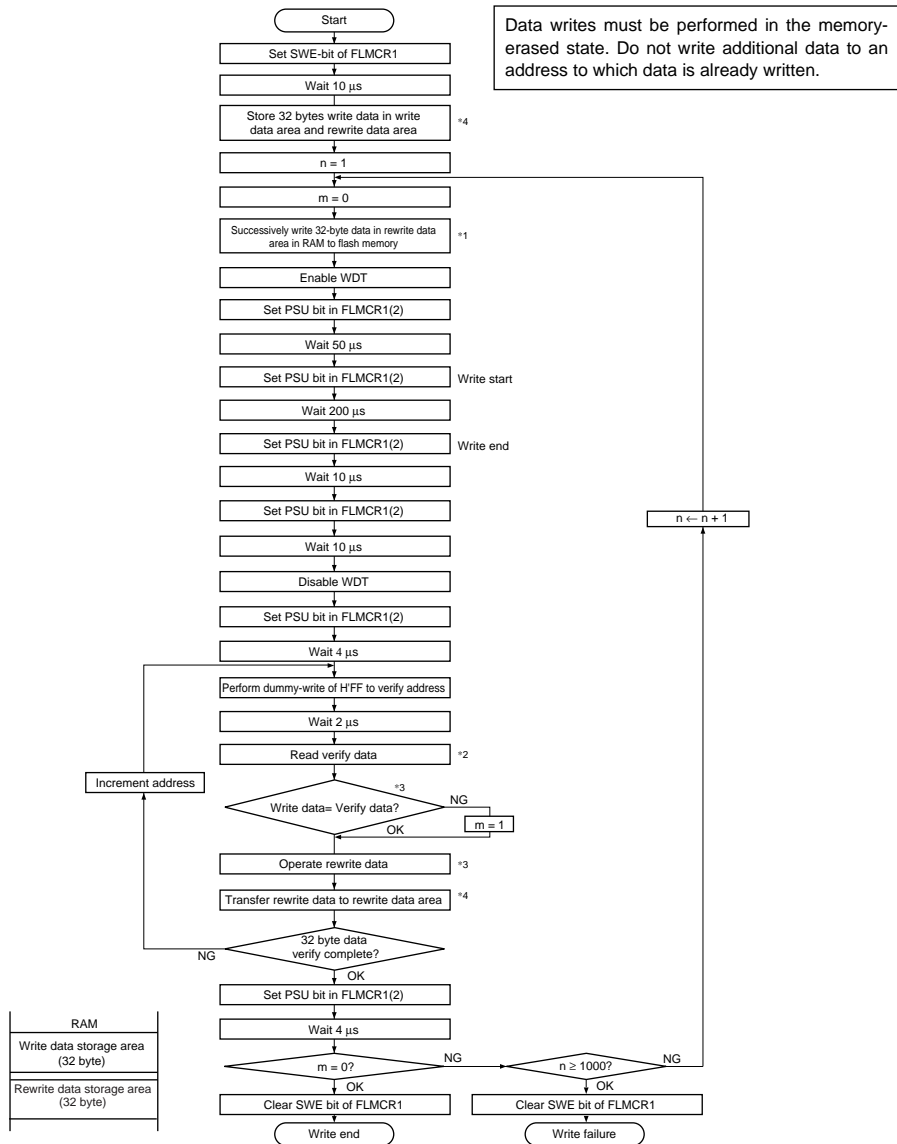 Start
Data writes must be performed in the memory-
erased state. Do not write additional data to an
address to which data is already written.
Set SWE-bit of FLMCR1
Wait 10 µs
Store 32 bytes write data in write
data area and rewrite data area
*4
n = 1
m = 0
Successively write 32-byte data in rewrite data
area in RAM to flash memory
*1
Enable WDT
Set PSU bit in FLMCR1(2)
Wait 50 µs
Set PSU bit in FLMCR1(2)
Write start
Wait 200 µs
Set PSU bit in FLMCR1(2)
Write end
Wait 10 µs
Set PSU bit in FLMCR1(2)
n ← n + 1
Wait 10 µs
Disable WDT
Set PSU bit in FLMCR1(2)
Wait 4 µs
Perform dummy-write of H'FF to verify address
Wait 2 µs
Read verify data
*2
Increment address
*3
Write data= Verify data?
NG
m = 1
OK
Operate rewrite data
*3
Transfer rewrite data to rewrite data area
*4
32 byte data
verify complete?
NG
OK
Set PSU bit in FLMCR1(2)
Wait 4 µs
RAM
Write data storage area
(32 byte)
Rewrite data storage area
(32 byte)
m = 0?
NG
n ≥ 1000?
NG
OK
OK
Clear SWE bit of FLMCR1
Clear SWE bit of FLMCR1
Write end
Write failure